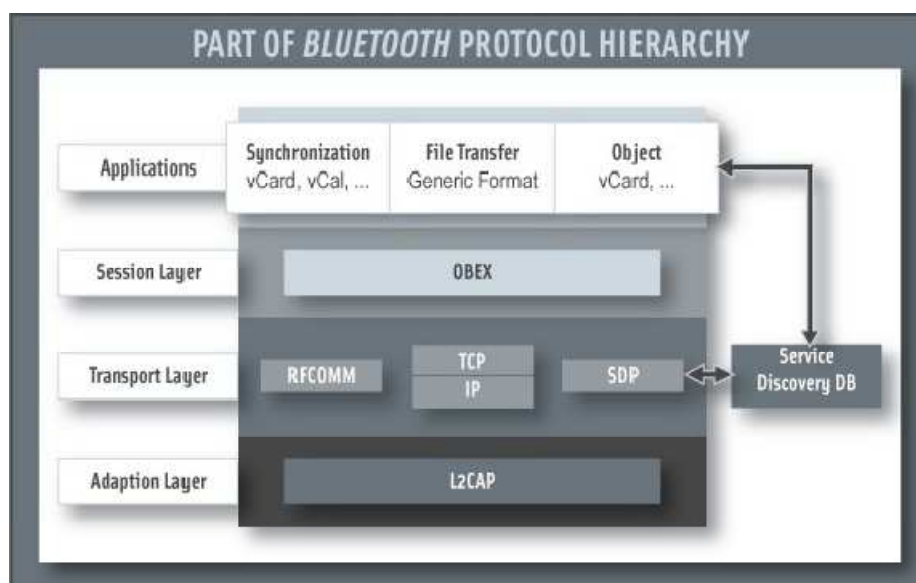 PART OF BLUETOOTH PROTOCOL HIERARCHY
Applications
Synchronization
vCard, vCal, ...
File Transfer
Generic Format
Object
vCard, ...
Session Layer
OBEX
Transport Layer
RFCOMM
TCP
IP
SDP
Service
Discovery DB
Adaption Layer
L2CAP